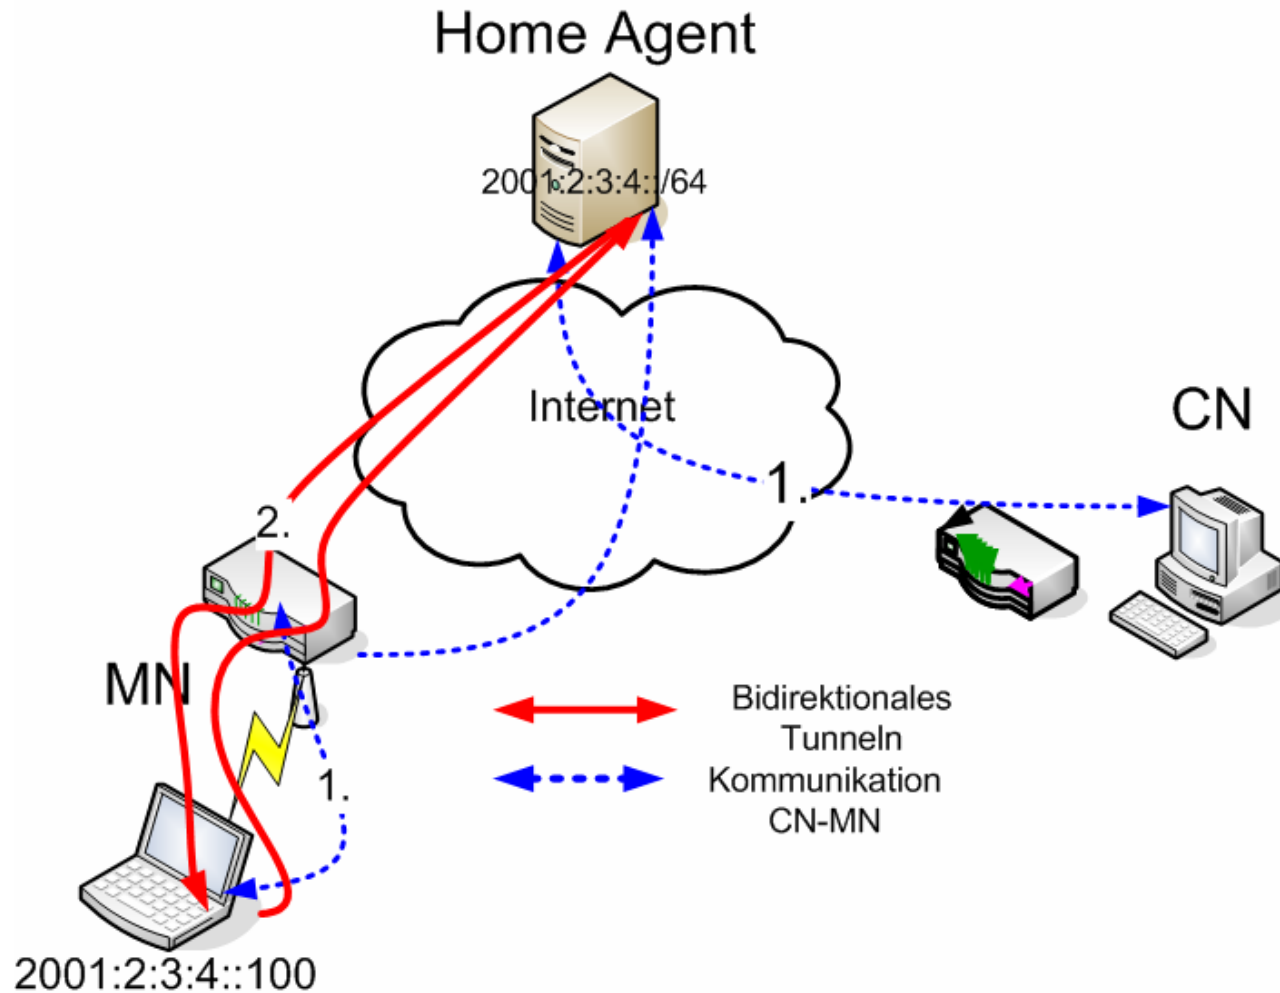 Home Agent
2001:2:3:4::/64
Internet
CN
1.
2.
MN
1.
Bidirektionales
Tunneln
Kommunikation
CN-MN
2001:2:3:4::100